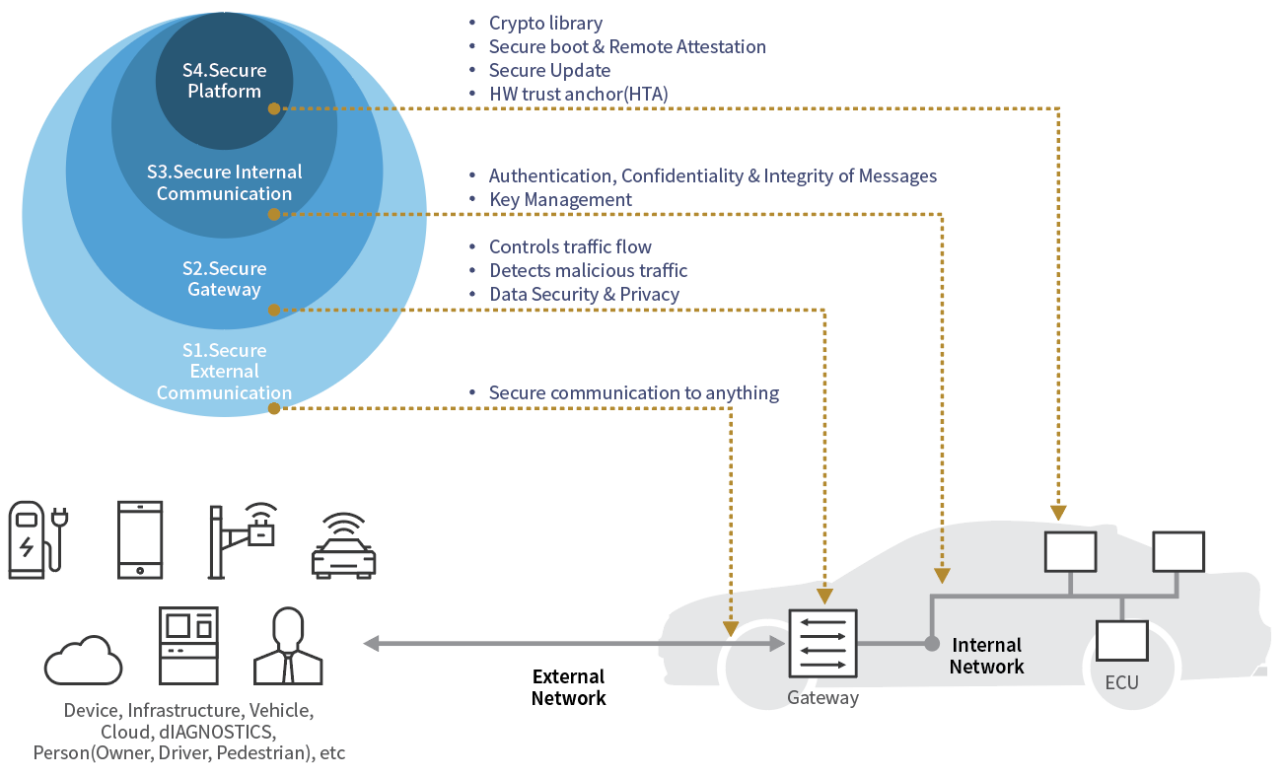 S4.Secure
Platform
• Crypto library
• Secure boot & Remote Attestation
• Secure Update
• HW trust anchor(HTA)
S3.Secure Internal
Communication
• Authentication, Confidentiality & Integrity of Messages
• Key Management
S2.Secure
Gateway
• Controls traffic flow
• Detects malicious traffic
• Data Security & Privacy
S1.Secure
External
Communication
• Secure communication to anything
External
Network
Gateway
Internal
Network
ECU
Device, Infrastructure, Vehicle,
Cloud, dIAGNOSTICS,
Person(Owner, Driver, Pedestrian), etc